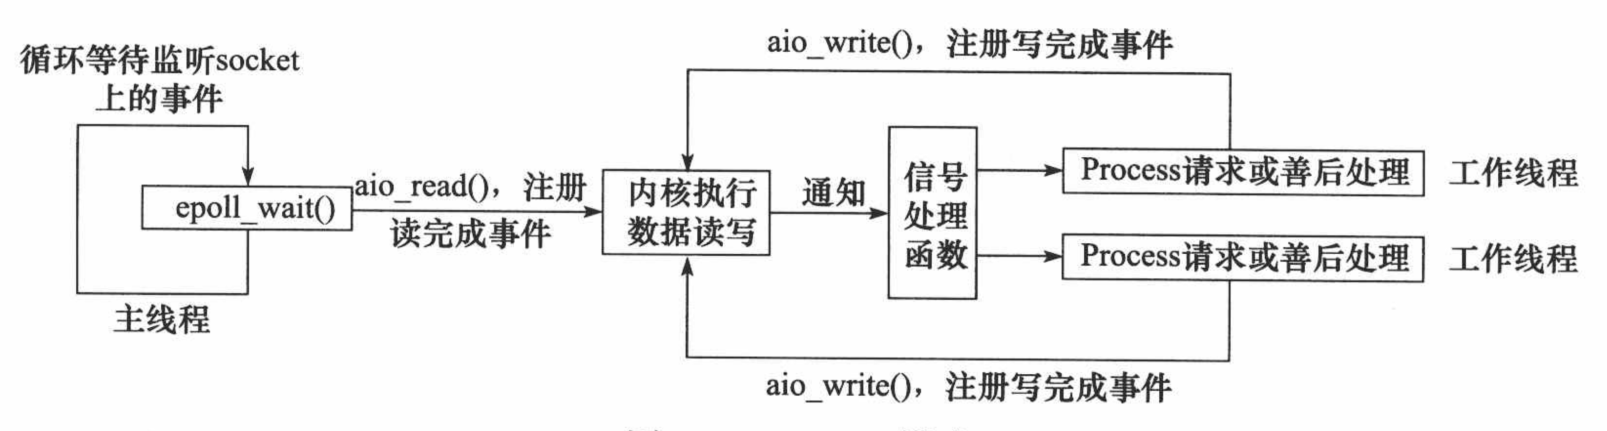 循环等待监听socket
上的事件
epoll_wait()
主线程
aio_read()，注册
读完成事件
aio_write()，注册写完成事件
内核执行
数据读写
通知
信号
处理
函数
Process请求或善后处理
工作线程
Process请求或善后处理
工作线程
aio_write()，注册写完成事件